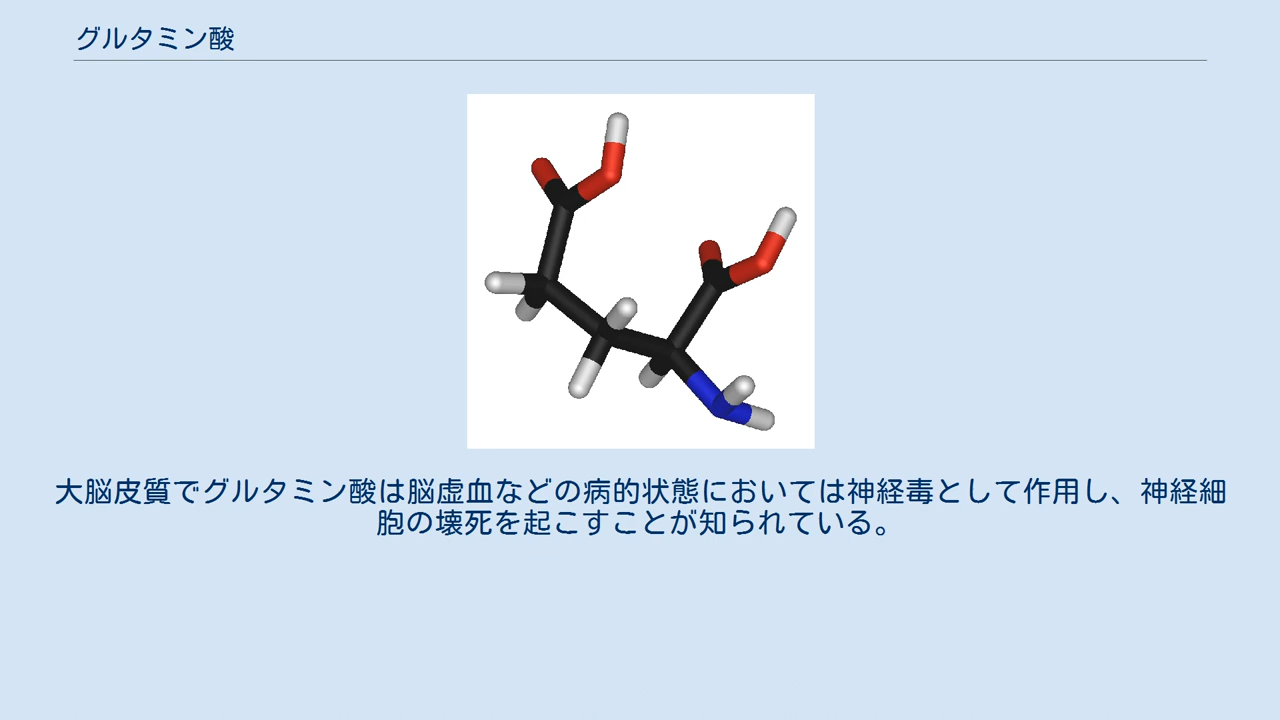 グルタミン酸
大脳皮質でグルタミン酸は脳虚血などの病的状態においては神経毒として作用し、神経細
胞の壊死を起こすことが知られている。